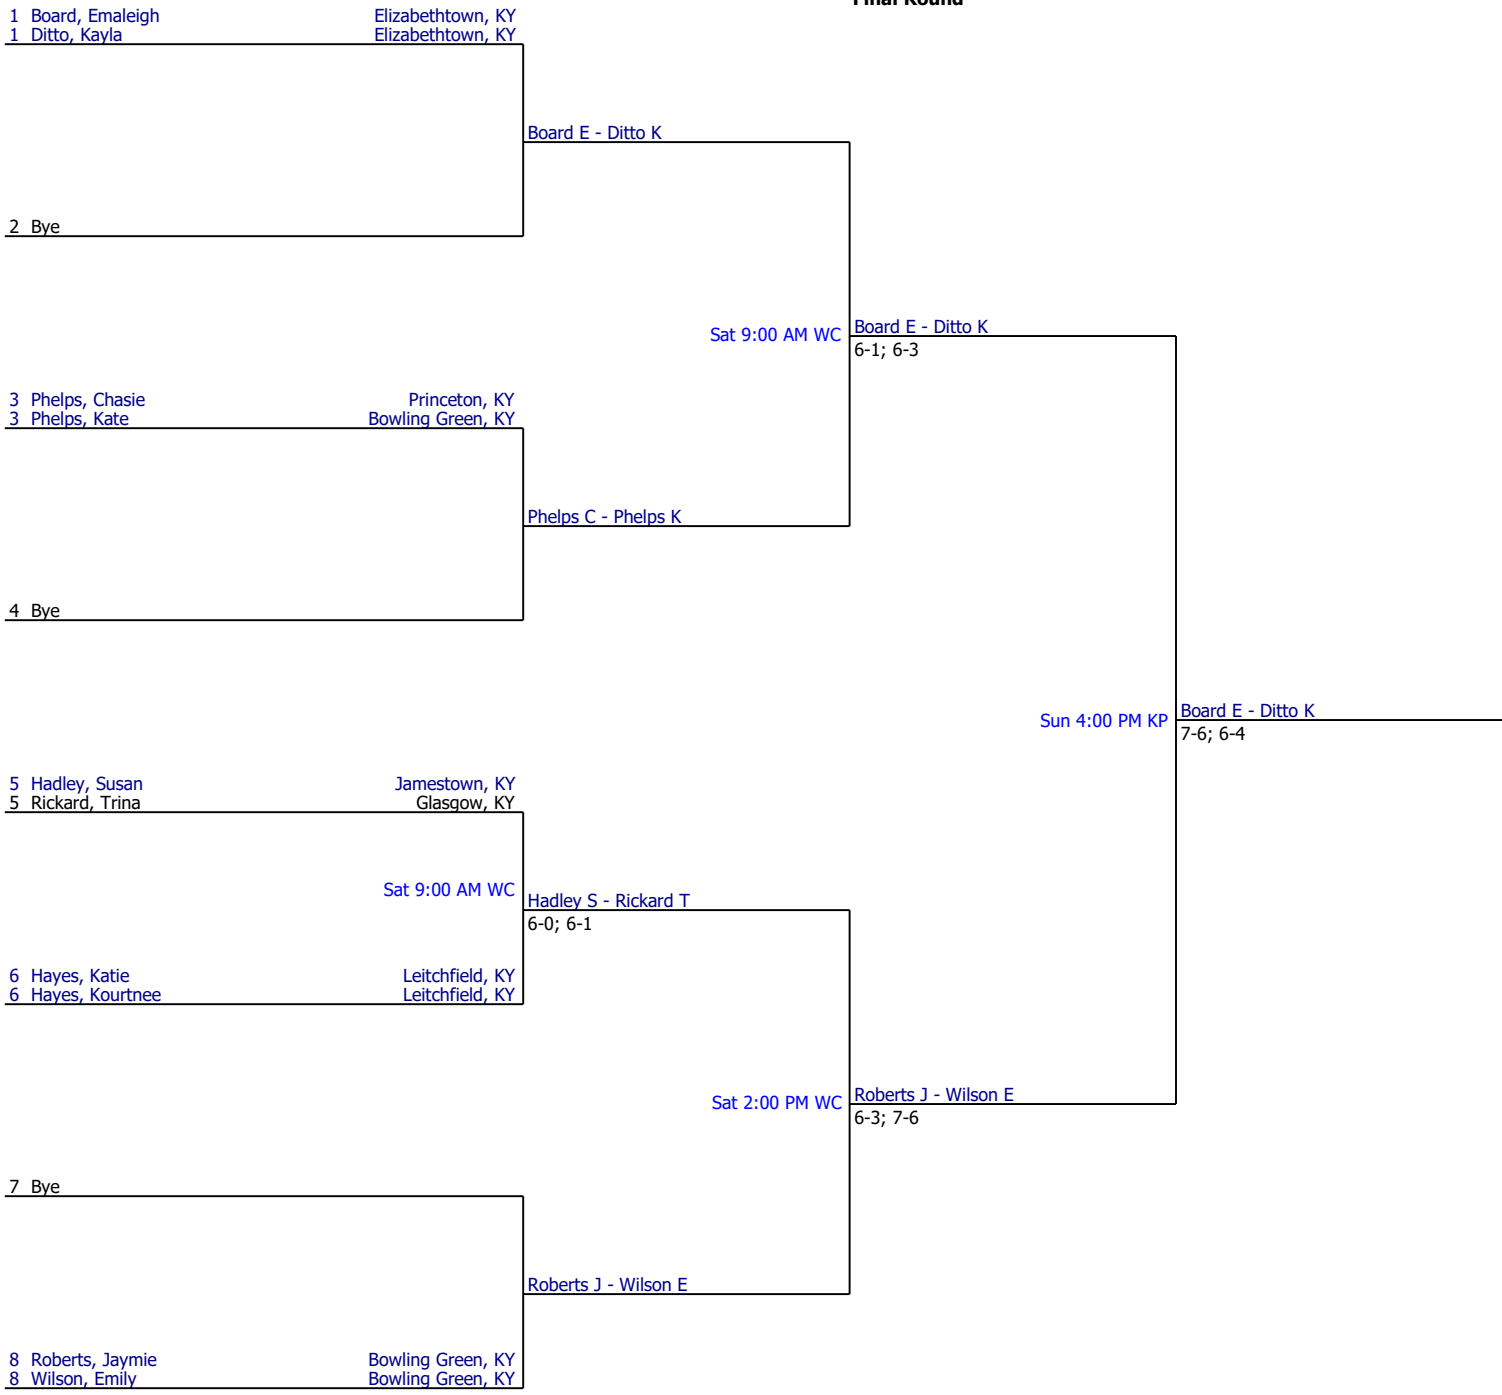 Final Round
1 Board, Emaleigh Elizabethtown, KY
1 Ditto, Kayla Elizabethtown, KY
Board E - Ditto K
2 Bye
Sat 9:00 AM WC Board E - Ditto K
6-1; 6-3
3 Phelps, Chasie Princeton, KY
3 Phelps, Kate Bowling Green, KY
Phelps C - Phelps K
4 Bye
Sun 4:00 PM KP Board E - Ditto K
7-6; 6-4
5 Hadley, Susan Jamestown, KY
5 Rickard, Trina Glasgow, KY
Sat 9:00 AM WC Hadley S - Rickard T
6-0; 6-1
6 Hayes, Katie Leitchfield, KY
6 Hayes, Kourtnee Leitchfield, KY
Sat 2:00 PM WC Roberts J - Wilson E
6-3; 7-6
7 Bye
Roberts J - Wilson E
8 Roberts, Jaymie Bowling Green, KY
8 Wilson, Emily Bowling Green, KY